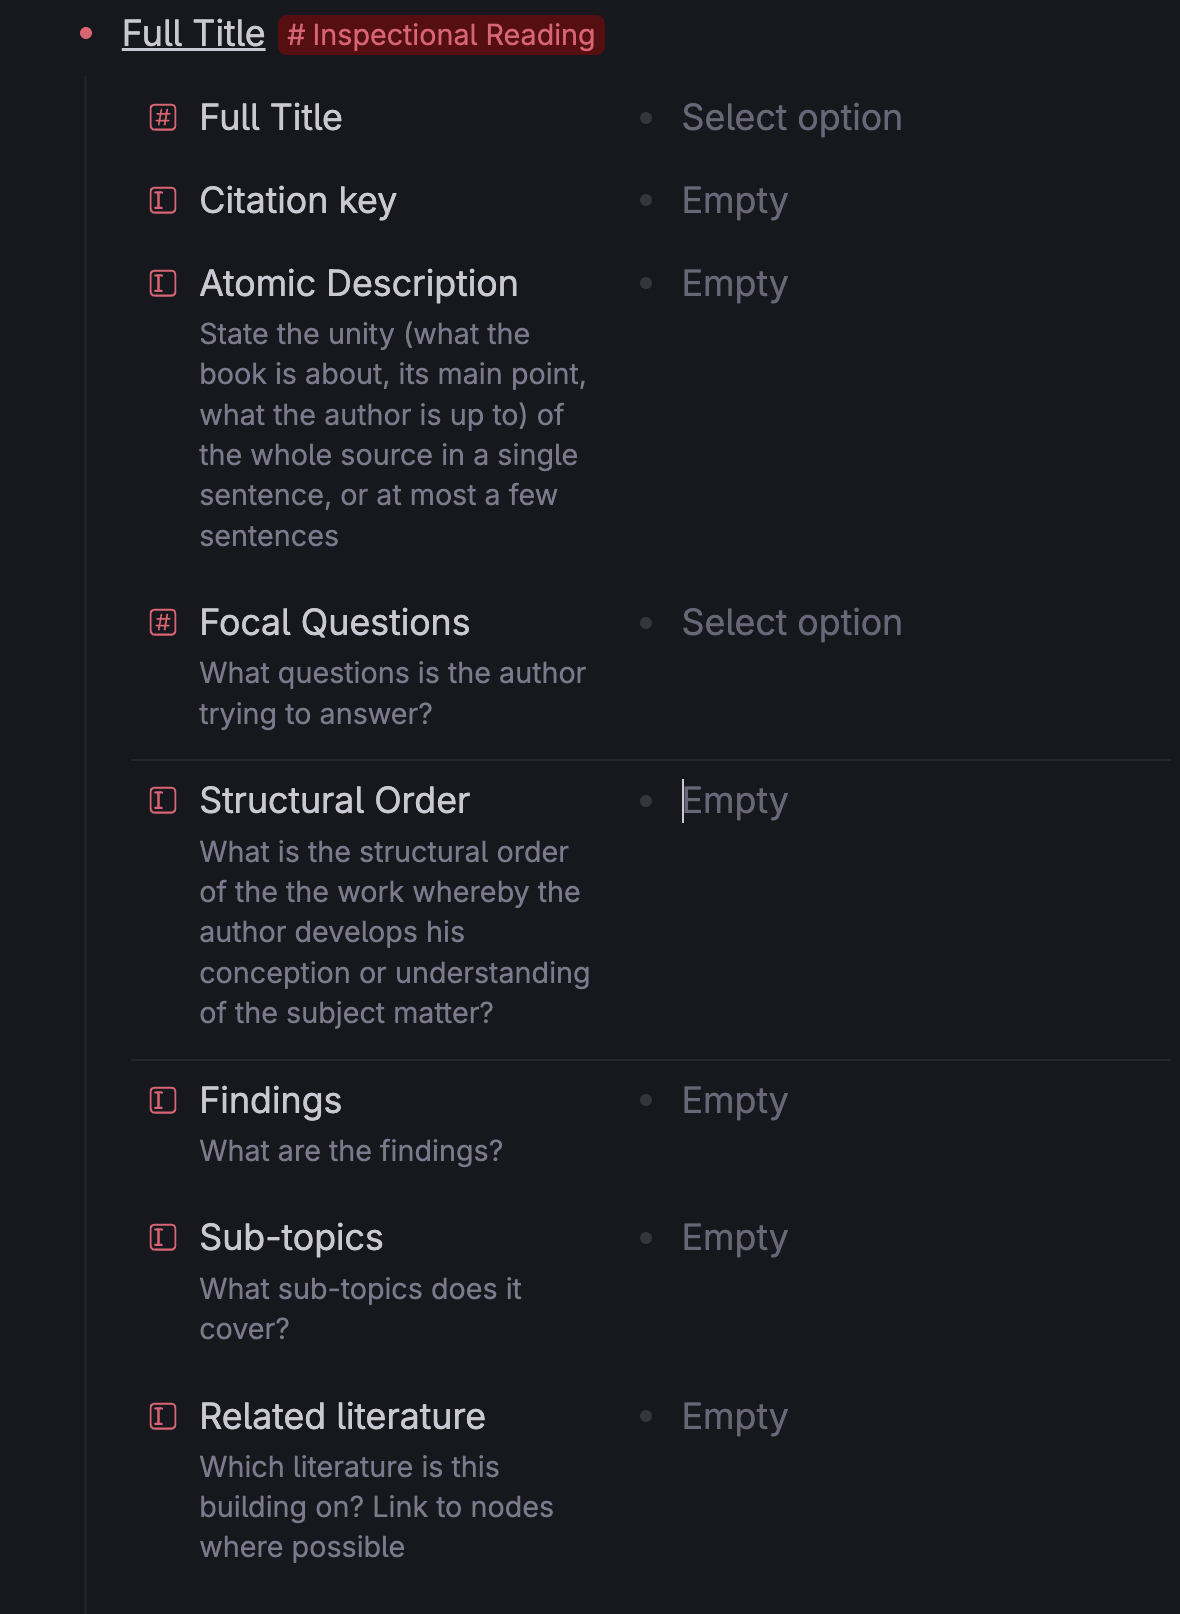 Full Title # Inspectional Reading
Full Title Select option
Citation key Empty
Atomic Description Empty
State the unity (what the
book is about, its main point,
what the author is up to) of
the whole source in a single
sentence, or at most a few
sentences
Focal Questions Select option
What questions is the author
trying to answer?
Structural Order Empty
What is the structural order
of the the work whereby the
author develops his
conception or understanding
of the subject matter?
Findings Empty
What are the findings?
Sub-topics Empty
What sub-topics does it
cover?
Related literature Empty
Which literature is this
building on? Link to nodes
where possible